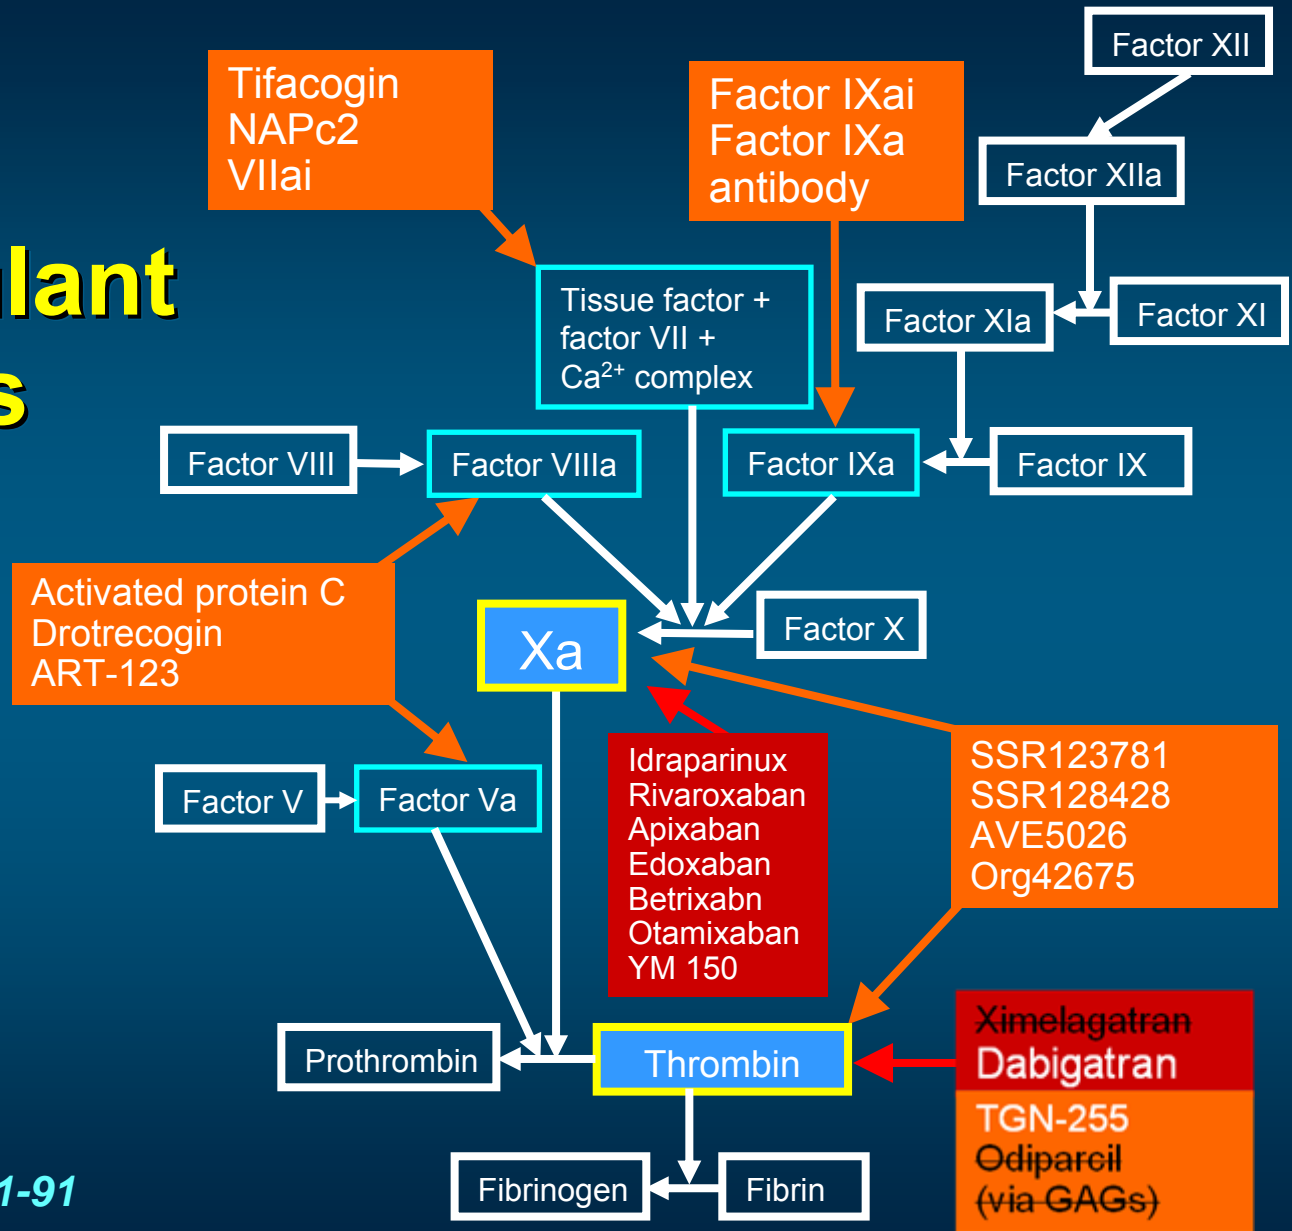 Factor XII
Tifacogin
NAPc2
VIIai
Factor IXai
Factor IXa
antibody
Factor XIIa
lant
s
Tissue factor +
factor VII +
Ca²⁺ complex
Factor XIa
Factor XI
Factor VIII
Factor VIIIa
Factor IXa
Factor IX
Activated protein C
Drotrecogin
ART-123
Xa
Factor X
Factor V
Factor Va
Idraparinux
Rivaroxaban
Apixaban
Edoxaban
Betrixabn
Otamixaban
YM 150
SSR123781
SSR128428
AVE5026
Org42675
Prothrombin
Thrombin
Ximelagatran
Dabigatran
TGN-255
Odiparcil
(via GAGs)
Fibrinogen
Fibrin
1-91